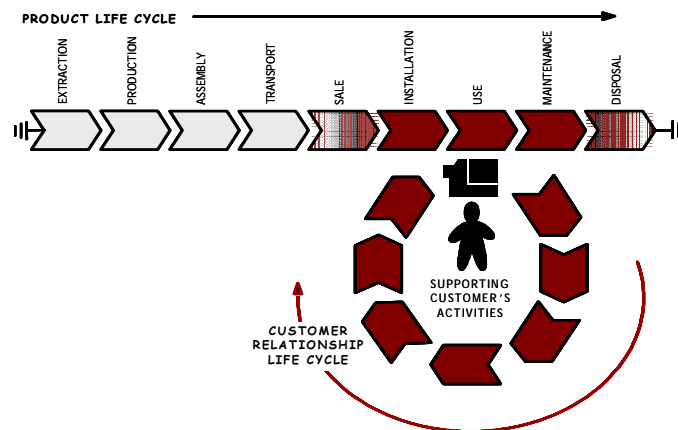 PRODUCT LIFE CYCLE
EXTRACTION
PRODUCTION
ASSEMBLY
TRANSPORT
SALE
INSTALLATION
USE
MAINTENANCE
DISPOSAL
SUPPORTING
CUSTOMER'S
ACTIVITIES
CUSTOMER
RELATIONSHIP
LIFE CYCLE